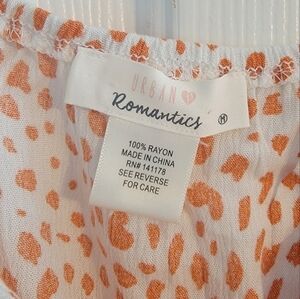 URBAN
Romantics M
100% RAYON
MADE IN CHINA
RN# 141178
SEE REVERSE
FOR CARE